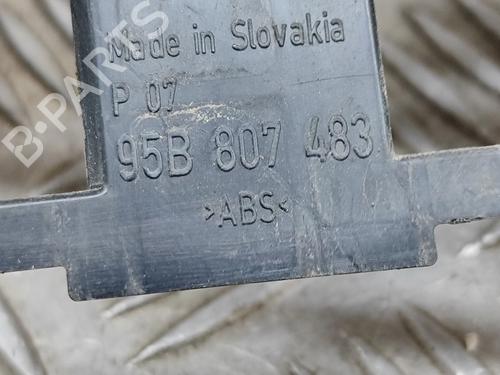 Made in Slovakia
P 07
95B 807 483
>ABS<
B-PARTS